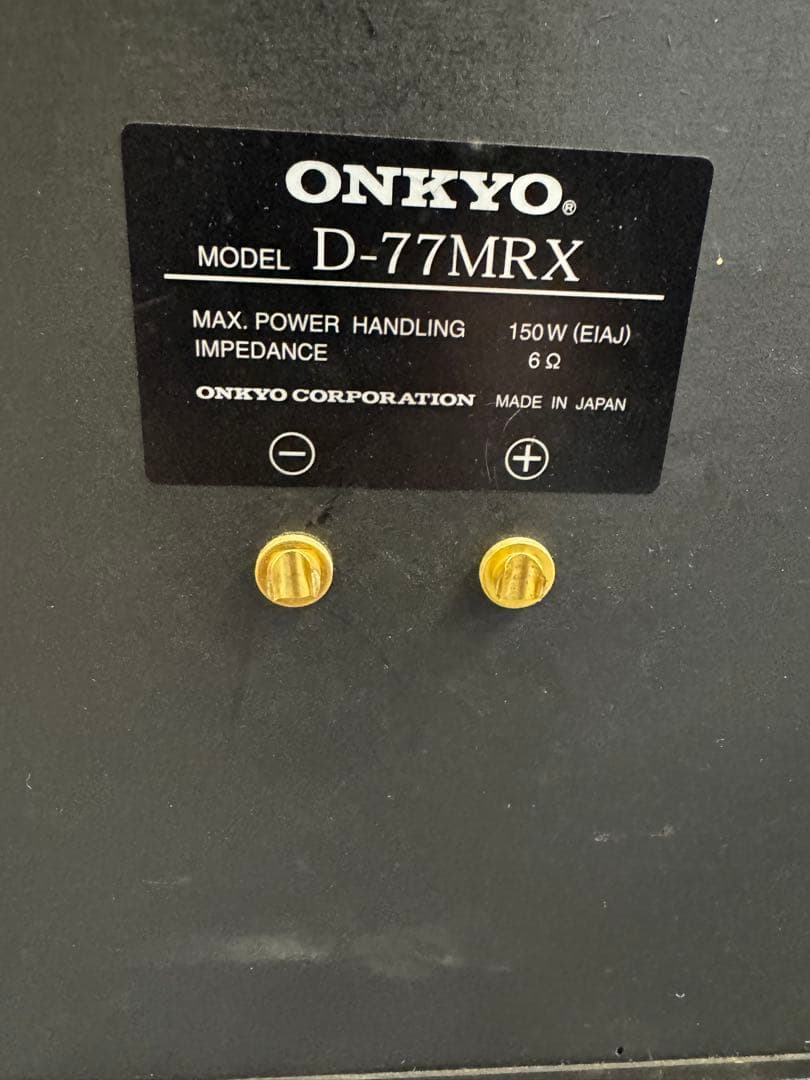 ONKYO®
MODEL D-77MRX
MAX. POWER HANDLING 150W (EIAJ)
IMPEDANCE 6Ω
ONKYO CORPORATION MADE IN JAPAN
⊖ ⊕